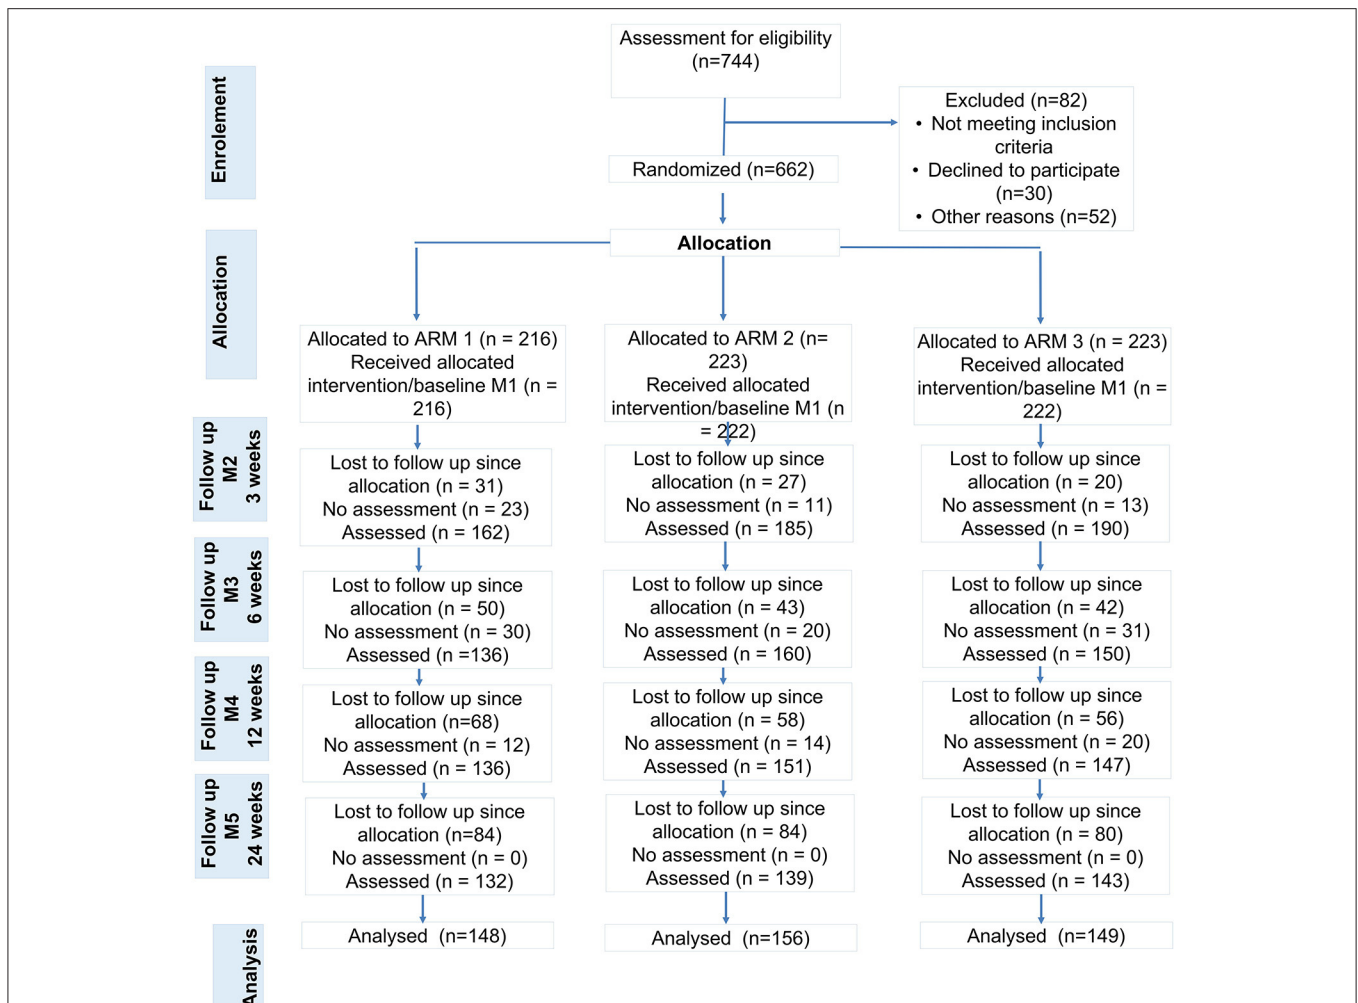 Assessment for eligibility
(n=744)
Enrolement
Excluded (n=82)
• Not meeting inclusion
criteria
• Declined to participate
(n=30)
• Other reasons (n=52)
Randomized (n=662)
Allocation
Allocation
Allocated to ARM 1 (n = 216)
Received allocated
intervention/baseline M1 (n =
216)
Allocated to ARM 2 (n=
223)
Received allocated
intervention/baseline M1 (n
= 222)
Allocated to ARM 3 (n = 223)
Received allocated
intervention/baseline M1 (n =
222)
Follow up
M2
3 weeks
Lost to follow up since
allocation (n = 31)
No assessment (n = 23)
Assessed (n = 162)
Lost to follow up since
allocation (n = 27)
No assessment (n = 11)
Assessed (n = 185)
Lost to follow up since
allocation (n = 20)
No assessment (n = 13)
Assessed (n = 190)
Follow up
M3
6 weeks
Lost to follow up since
allocation (n = 50)
No assessment (n = 30)
Assessed (n =136)
Lost to follow up since
allocation (n = 43)
No assessment (n = 20)
Assessed (n = 160)
Lost to follow up since
allocation (n = 42)
No assessment (n = 31)
Assessed (n = 150)
Follow up
M4
12 weeks
Lost to follow up since
allocation (n=68)
No assessment (n = 12)
Assessed (n = 136)
Lost to follow up since
allocation (n = 58)
No assessment (n = 14)
Assessed (n = 151)
Lost to follow up since
allocation (n = 56)
No assessment (n = 20)
Assessed (n = 147)
Follow up
M5
24 weeks
Lost to follow up since
allocation (n=84)
No assessment (n = 0)
Assessed (n = 132)
Lost to follow up since
allocation (n = 84)
No assessment (n = 0)
Assessed (n = 139)
Lost to follow up since
allocation (n = 80)
No assessment (n = 0)
Assessed (n = 143)
Analysis
Analysed (n=148)
Analysed (n=156)
Analysed (n=149)